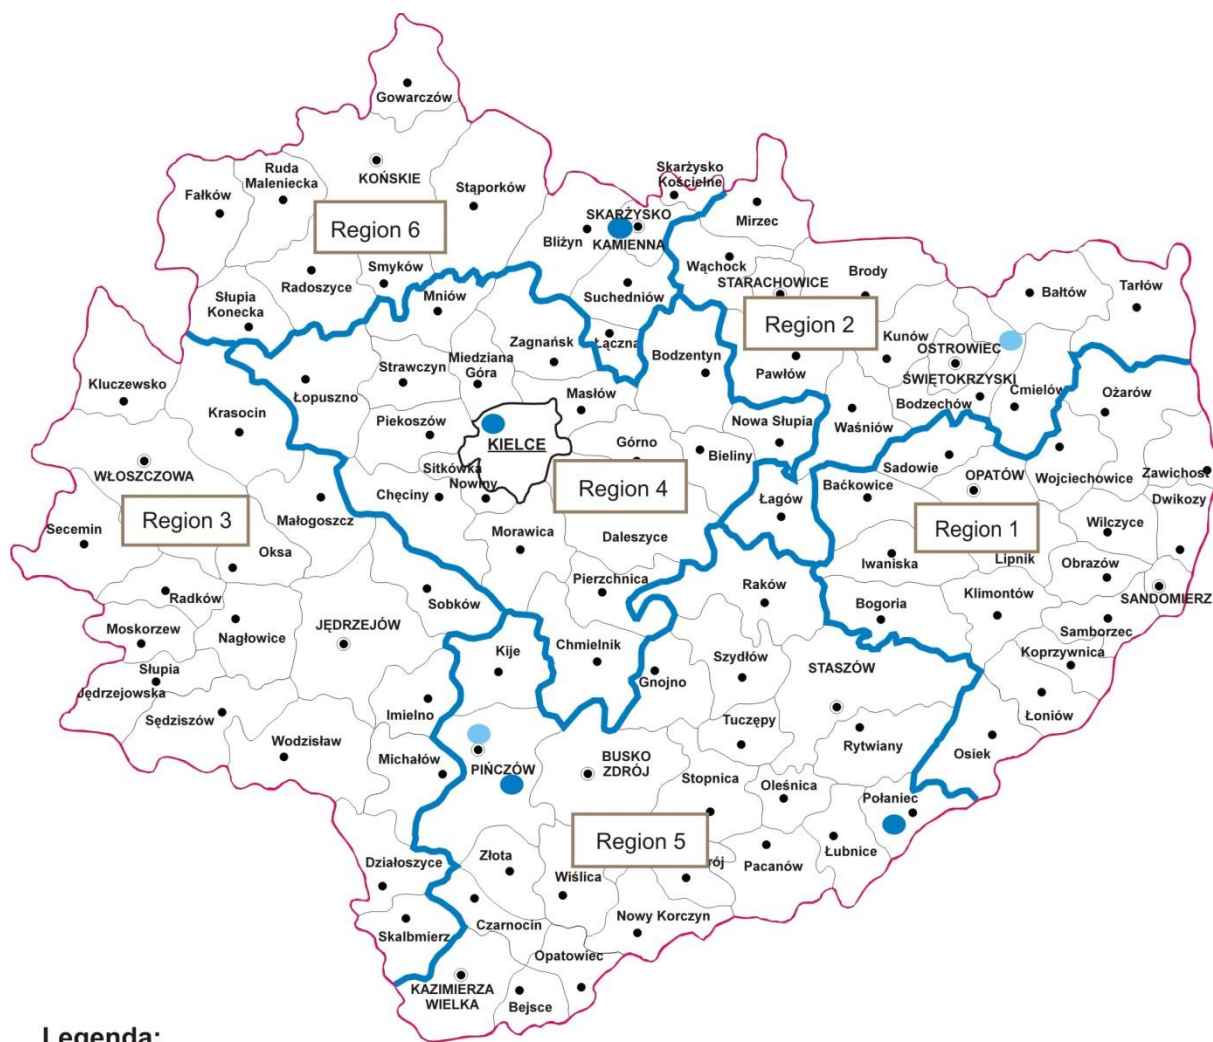 Gowarczów
Ruda
Maleniecka
KOŃSKIE
Fałków
Stąporków
Region 6
Skarżysko
Kościelne
SKARŻYSKO
KAMIENNA
Bliżyn
Mirzec
Radoszyce
Smyków
Słupia
Konecka
Mniów
Suchedniów
Wąchock
STARACHOWICE
Brody
Bałtów
Tarłów
Region 2
Kluczewsko
Krasocin
Łopuszno
Strawczyn
Miedziana
Góra
Zagnańsk
Łączna
Bodzentyn
Pawłów
Kunów
OSTROWIEC
ŚWIĘTOKRZYSKI
Bodzechów
Ćmielów
Ożarów
Masłów
Piekoszów
KIELCE
Górno
Bieliny
Nowa Słupia
Waśniów
WŁOSZCZOWA
Sitkówka
Nowiny
Chęciny
Region 4
Łagów
Baćkowice
Sadowie
OPATÓW
Wojciechowice
Zawichost
Dwikozy
Region 3
Małogoszcz
Secemin
Oksa
Morawica
Daleszyce
Region 1
Wilczyce
Lipnik
Iwaniska
Obrazów
Radków
Sobków
Pierzchnica
Raków
Bogoria
Klimontów
SANDOMIERZ
Moskorzew
Nagłowice
JĘDRZEJÓW
Samborzec
Słupia
Jędrzejowska
Kije
Chmielnik
Gnojno
Szydłów
STASZÓW
Koprzywnica
Sędziszów
Imielno
Tuczępy
Rytwiany
Łoniów
Wodzisław
Michałów
PIŃCZÓW
BUSKO
ZDRÓJ
Stopnica
Oleśnica
Połaniec
Osiek
Region 5
Działoszyce
Złota
Wiślica
rój
Pacanów
Łubnice
Skalbmierz
Czarnocin
Nowy Korczyn
Opatowiec
KAZIMIERZA
WIELKA
Bejsce
Legenda: